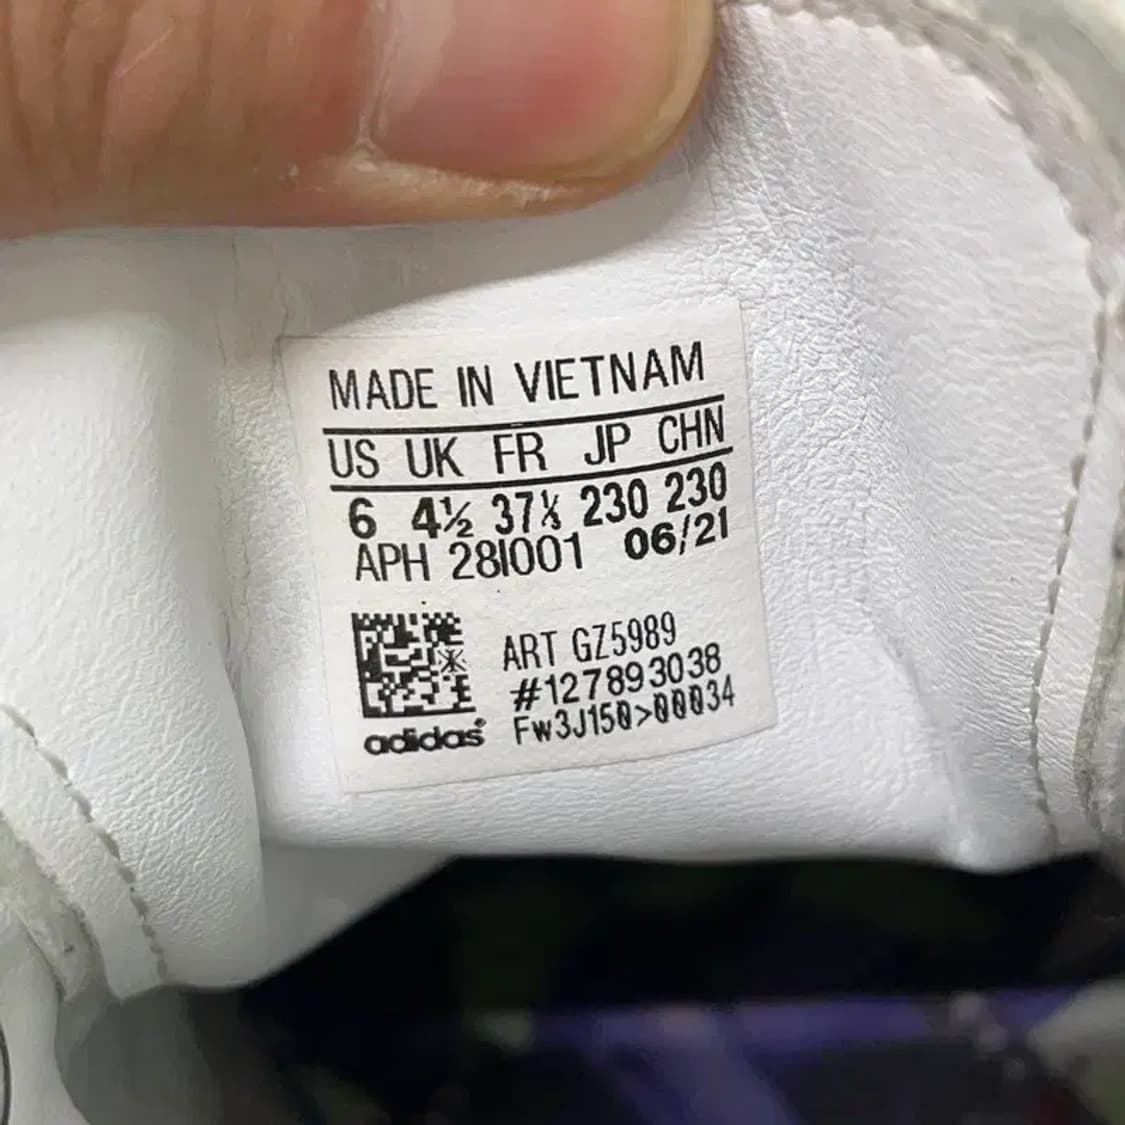 MADE IN VIETNAM
US UK FR JP CHN
6 4½ 37⅓ 230 230
APH 28I001 06/21
ART GZ5989
#127893038
Fw3J150>00034
adidas®